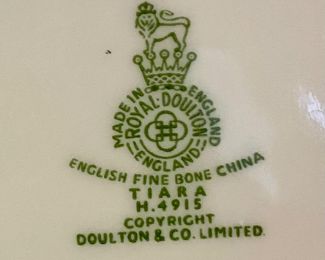 MADE IN ENGLAND
ROYAL·DOULTON
ENGLAND
ENGLISH FINE BONE CHINA
TIARA
H.4915
COPYRIGHT
DOULTON & CO. LIMITED.